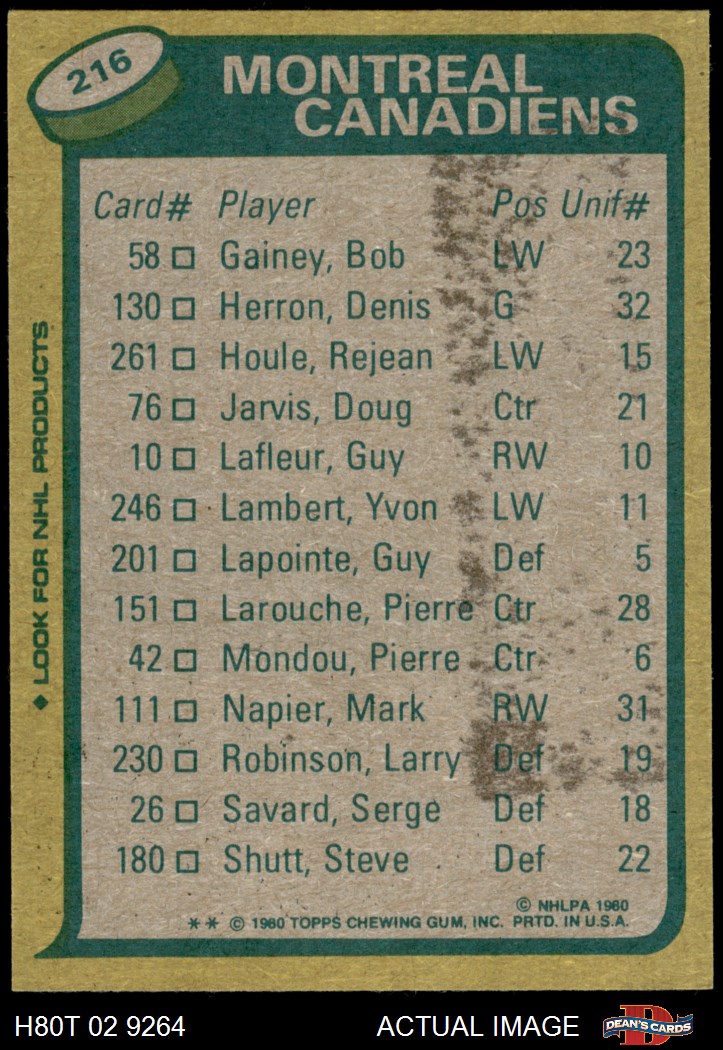 216
MONTREAL
CANADIENS
Card# Player Pos Unif#
58 Gainey, Bob LW 23
130 Herron, Denis G 32
261 Houle, Rejean LW 15
76 Jarvis, Doug Ctr 21
10 Lafleur, Guy RW 10
246 Lambert, Yvon LW 11
201 Lapointe, Guy Def 5
151 Larouche, Pierre Ctr 28
42 Mondou, Pierre Ctr 6
111 Napier, Mark RW 31
230 Robinson, Larry Def 19
26 Savard, Serge Def 18
180 Shutt, Steve Def 22
© NHLPA 1980
** © 1980 TOPPS CHEWING GUM, INC. PRTD. IN U.S.A.
◆ LOOK FOR NHL PRODUCTS
H80T 02 9264 ACTUAL IMAGE
D
DEAN'S CARDS